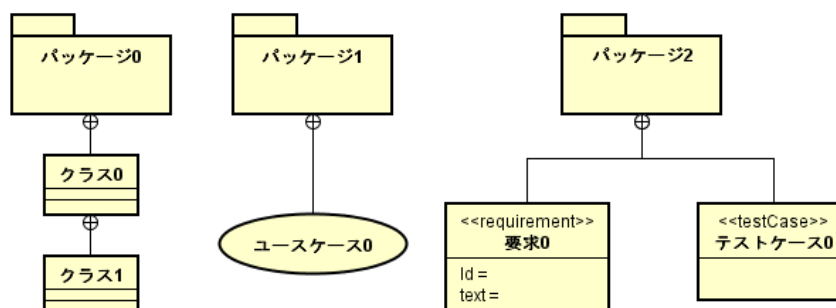 パッケージ0
パッケージ1
パッケージ2
クラス0
クラス1
ユースケース0
<<requirement>>
要求0
Id =
text =
<<testCase>>
テストケース0